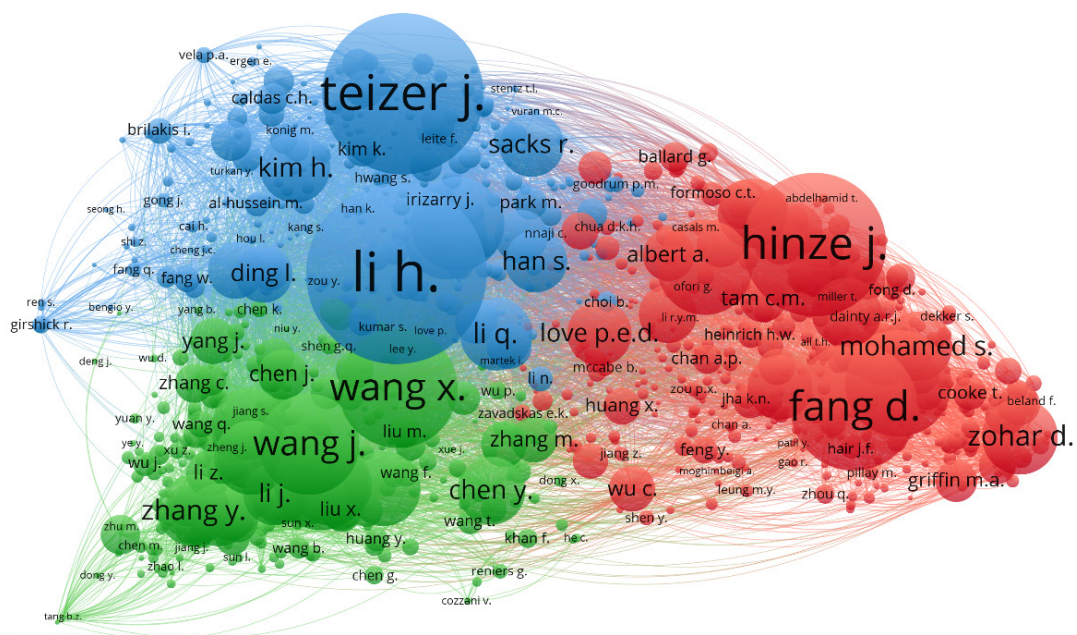 vela p.a.
ergen e.
teizer j.
stentz t.l.
caldas c.h.
vuran m.c.
brilakis i.
konig m.
leite f.
sacks r.
kim k.
kim h.
ballard g.
turkan y.
hwang s.
goodrum p.m.
formoso c.t.
abdelhamid t.
gong j.
al-hussein m.
irizarry j.
park m.
seong h.
han k.
cai h.
kang s.
nnaji c.
chua d.k.h.
casals m.
shi z.
hou l.
cheng j.c.
hinze j.
albert a.
fang q.
fang w.
ding l.
zou y.
li h.
han s.
ofori g.
fong d.
ren s.
bengio y.
yang b.
chen k.
choi b.
tam c.m.
miller t.
girshick r.
niu y.
kumar s.
love p.
li q.
love p.e.d.
li r.y.m.
dainty a.r.j.
dekker s.
yang j.
shen g.q.
lee y.
heinrich h.w.
ali t.h.
mohamed s.
deng j.
wu d.
martek i.
chan a.p.
zhang c.
chen j.
wang x.
li n.
mccabe b.
wu p.
zou p.x.
jha k.n.
cooke t.
beland f.
jiang s.
zavadskas e.k.
huang x.
fang d.
yuan y.
wang q.
liu m.
chan a.
zohar d.
ye y.
xu z.
zheng j.
wang j.
xue j.
zhang m.
jiang z.
feng y.
patil y.
hair j.f.
wu j.
li z.
wang f.
moghimbeigi a.
gao r.
pillay m.
griffin m.a.
li j.
chen y.
dong x.
wu c.
leung m.y.
zhou q.
zhang y.
liu x.
sun x.
wang t.
shen y.
zhu m.
chen m.
jiang j.
wang b.
huang y.
khan f.
he c.
sun l.
zhao l.
dong y.
chen g.
reniers g.
cozzani v.
tang b.z.